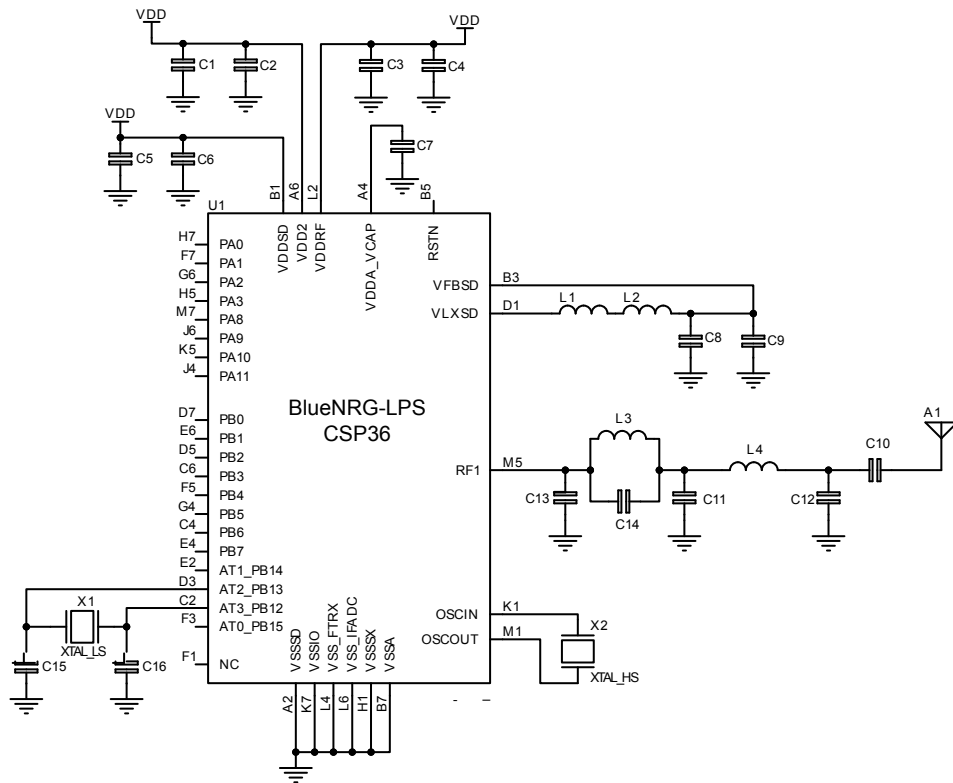 VDD
VDD
C1
C2
C3
C4
VDD
C5
C6
C7
B1
A6
L2
A4
B5
U1
VDDSD
VDD2
VDDRF
VDDA_VCAP
RSTN
H7 PA0
F7 PA1
G6 PA2
H5 PA3
M7 PA8
J6 PA9
K5 PA10
J4 PA11
D7 PB0
E6 PB1
D5 PB2
C6 PB3
F5 PB4
G4 PB5
C4 PB6
E4 PB7
E2 AT1_PB14
D3 AT2_PB13
C2 AT3_PB12
F3 AT0_PB15
F1 NC
BlueNRG-LPS
CSP36
VFBSD B3
VLXSD D1
L1
L2
C8
C9
RF1 M5
L3
C13
C14
C11
L4
C12
C10
A1
OSCIN K1
OSCOUT M1
X2
XTAL_HS
X1
XTAL_LS
C15
C16
VSSSD
VSSIO
VSS_FTRX
VSS_IFADC
VSSSX
VSSA
A2
K7
L4
L6
H1
B7